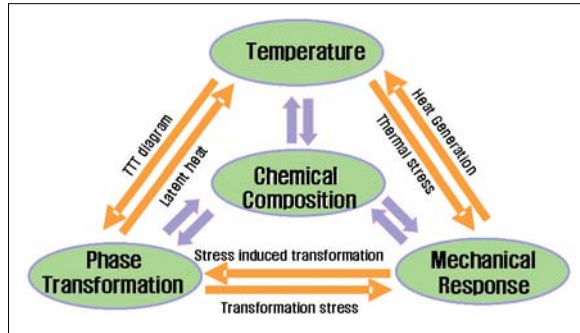 Temperature
TTT diagram
Latent heat
Heat Generation
Thermal stress
Chemical
Composition
Phase
Transformation
Stress induced transformation
Transformation stress
Mechanical
Response